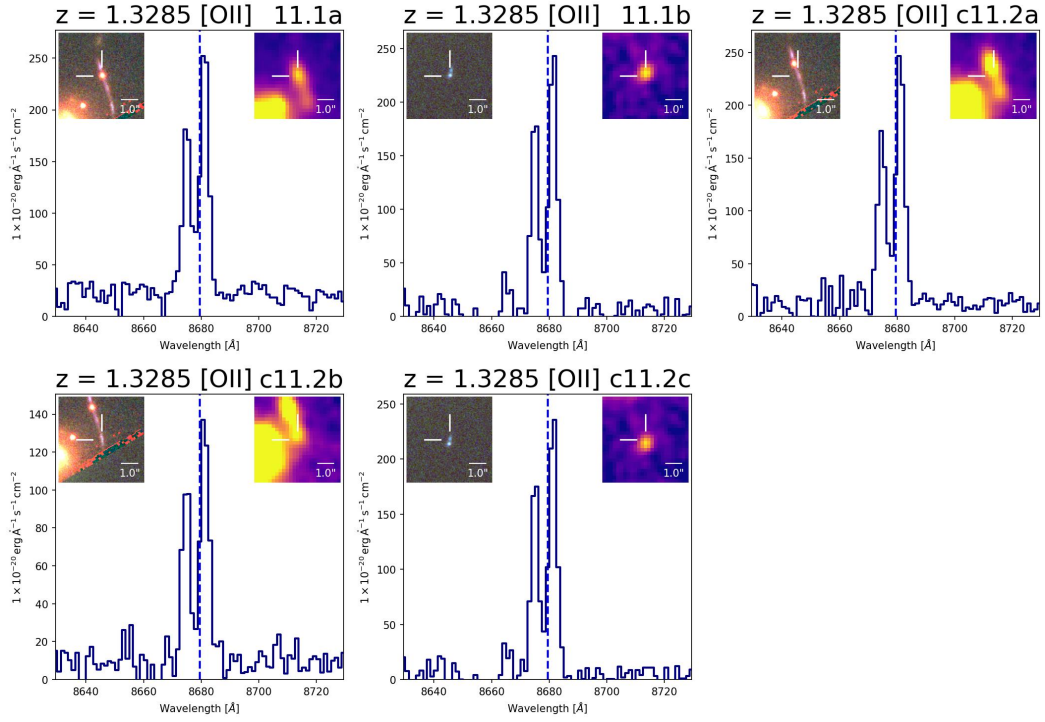 z = 1.3285 [OII] 11.1a
250
200
150
100
50
0
1 × 10⁻²⁰ erg Å⁻¹ s⁻¹ cm⁻²
1.0"
1.0"
8640 8660 8680 8700 8720
Wavelength [Å]
z = 1.3285 [OII] 11.1b
300
250
200
150
100
50
0
1 × 10⁻²⁰ erg Å⁻¹ s⁻¹ cm⁻²
1.0"
1.0"
8640 8660 8680 8700 8720
Wavelength [Å]
z = 1.3285 [OII] c11.2a
250
200
150
100
50
0
1 × 10⁻²⁰ erg Å⁻¹ s⁻¹ cm⁻²
1.0"
1.0"
8640 8660 8680 8700 8720
Wavelength [Å]
z = 1.3285 [OII] c11.2b
140
120
100
80
60
40
20
0
1 × 10⁻²⁰ erg Å⁻¹ s⁻¹ cm⁻²
1.0"
1.0"
8640 8660 8680 8700 8720
Wavelength [Å]
z = 1.3285 [OII] c11.2c
250
200
150
100
50
0
1 × 10⁻²⁰ erg Å⁻¹ s⁻¹ cm⁻²
1.0"
1.0"
8640 8660 8680 8700 8720
Wavelength [Å]